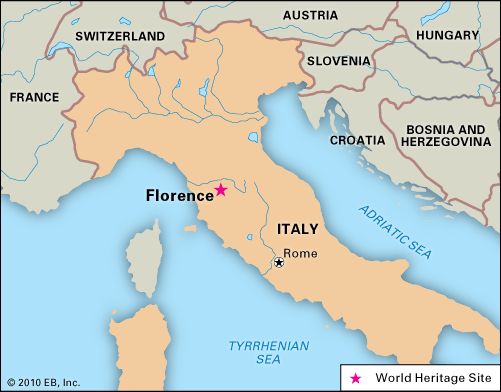 AUSTRIA
HUNGARY
SWITZERLAND
SLOVENIA
FRANCE
CROATIA
BOSNIA AND
HERZEGOVINA
Florence
ITALY
ADRIATIC SEA
Rome
TYRRHENIAN
SEA
World Heritage Site
© 2010 EB, Inc.